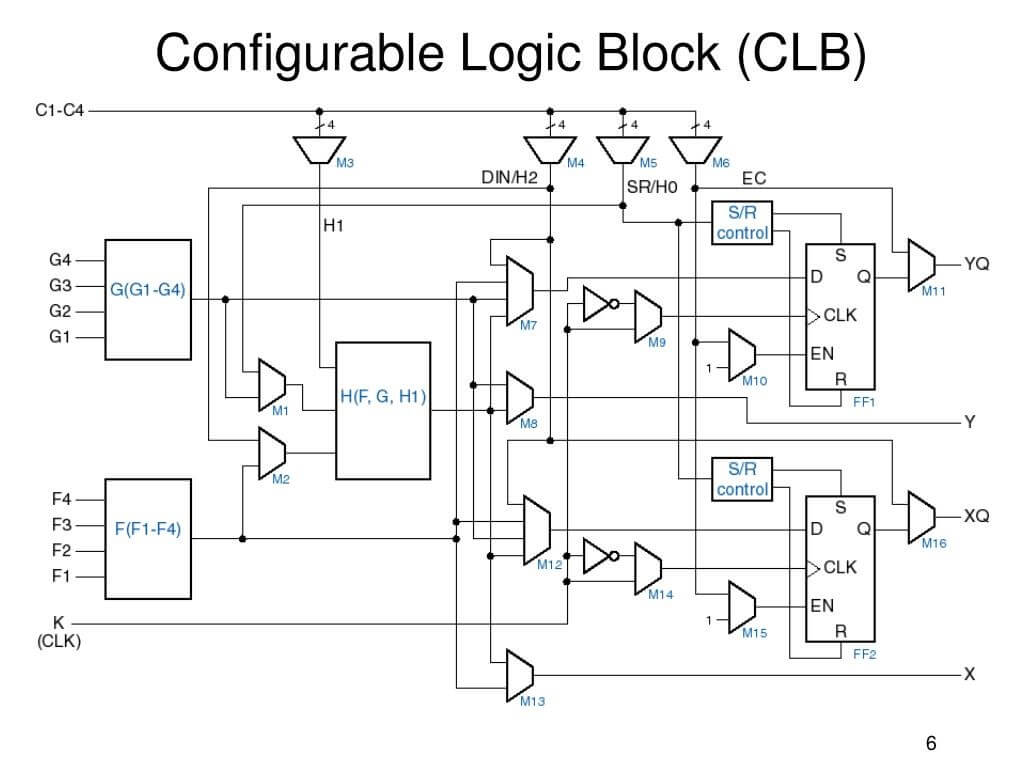 Configurable Logic Block (CLB)
C1-C4
4
4
4
4
M3
M4
M5
M6
DIN/H2
SR/H0
EC
H1
S/R
control
G4
G3
G2
G1
G(G1-G4)
S
D
Q
CLK
EN
R
FF1
M11
YQ
M7
M9
1
M10
M1
H(F, G, H1)
M8
Y
M2
S/R
control
F4
F3
F2
F1
F(F1-F4)
S
D
Q
CLK
EN
R
FF2
M16
XQ
M12
M14
1
M15
K
(CLK)
M13
X
6